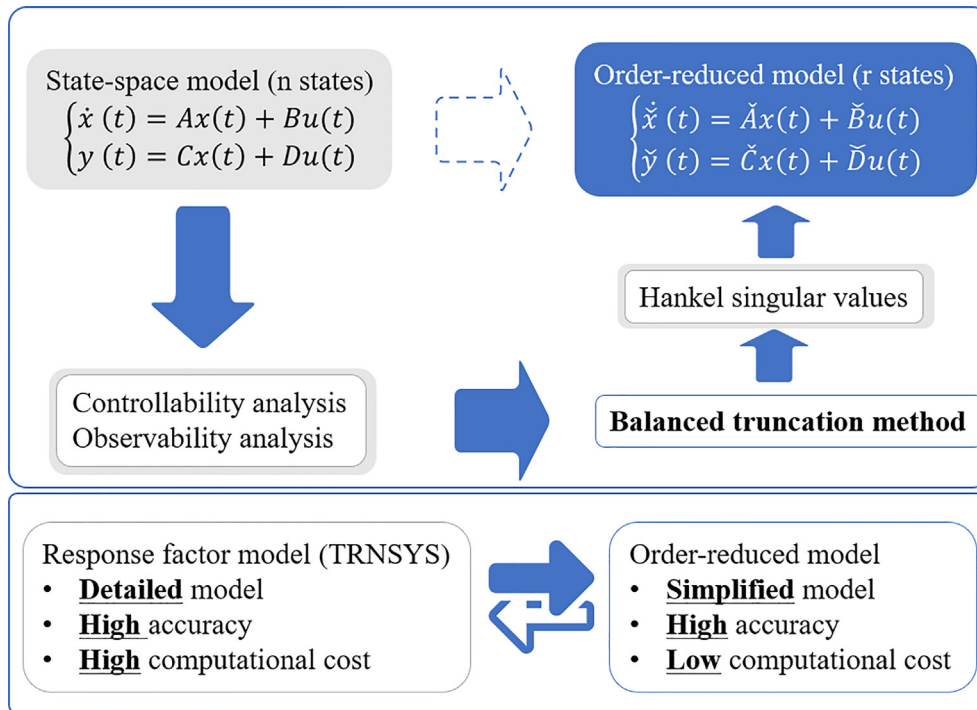 State-space model (n states)
ẋ (t) = Ax(t) + Bu(t)
y (t) = Cx(t) + Du(t)
Order-reduced model (r states)
x̌̇ (t) = Ǎx(t) + B̌u(t)
y̌ (t) = Čx(t) + Ďu(t)
Hankel singular values
Controllability analysis
Observability analysis
Balanced truncation method
Response factor model (TRNSYS)
• Detailed model
• High accuracy
• High computational cost
Order-reduced model
• Simplified model
• High accuracy
• Low computational cost